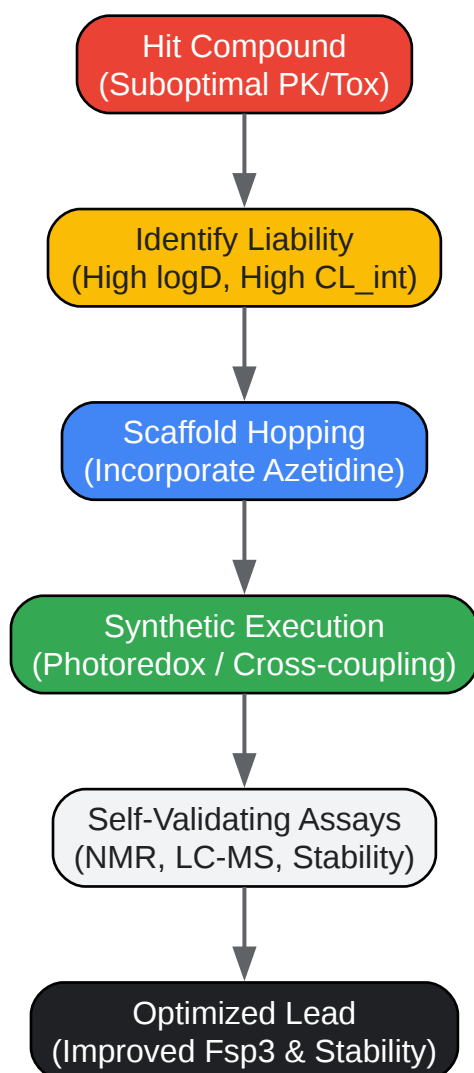 Hit Compound
(Suboptimal PK/Tox)
Identify Liability
(High logD, High CL_int)
Scaffold Hopping
(Incorporate Azetidine)
Synthetic Execution
(Photoredox / Cross-coupling)
Self-Validating Assays
(NMR, LC-MS, Stability)
Optimized Lead
(Improved Fsp3 & Stability)